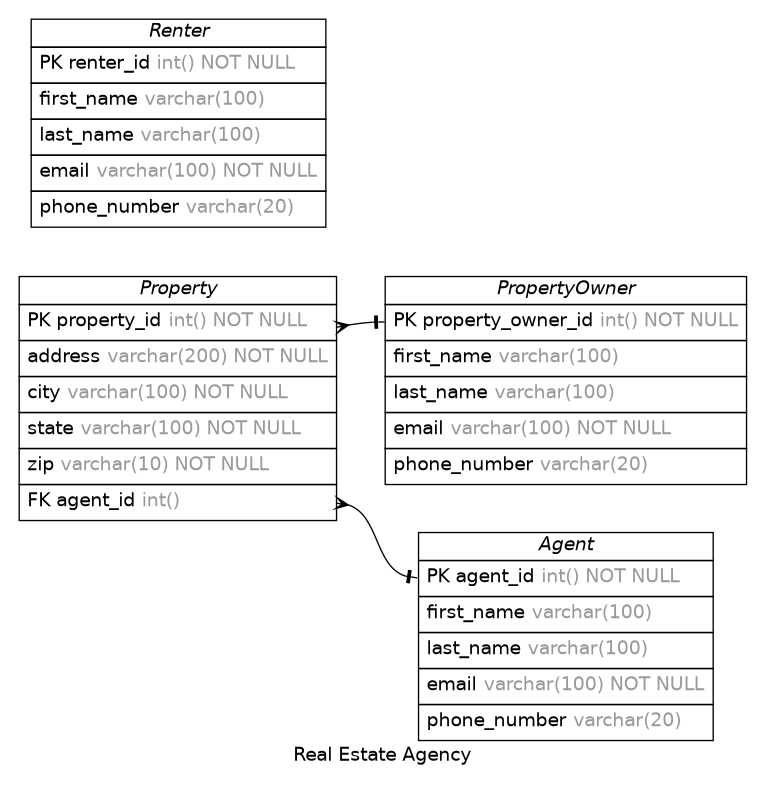 Renter
PK renter_id int() NOT NULL
first_name varchar(100)
last_name varchar(100)
email varchar(100) NOT NULL
phone_number varchar(20)
Property
PK property_id int() NOT NULL
address varchar(200) NOT NULL
city varchar(100) NOT NULL
state varchar(100) NOT NULL
zip varchar(10) NOT NULL
FK agent_id int()
PropertyOwner
PK property_owner_id int() NOT NULL
first_name varchar(100)
last_name varchar(100)
email varchar(100) NOT NULL
phone_number varchar(20)
Agent
PK agent_id int() NOT NULL
first_name varchar(100)
last_name varchar(100)
email varchar(100) NOT NULL
phone_number varchar(20)
Real Estate Agency